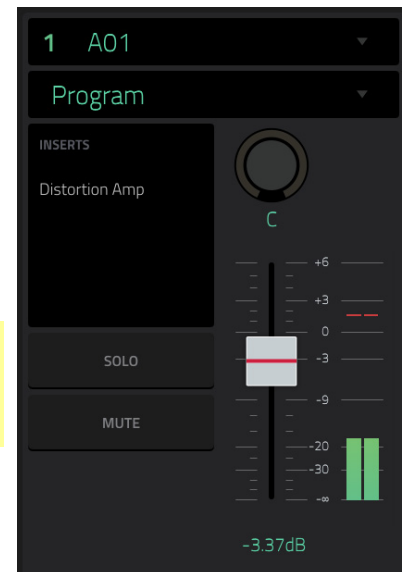 1 A01
Program
INSERTS
Distortion Amp
C
+6
+3
0
-3
-9
-20
-30
-∞
SOLO
MUTE
-3.37dB